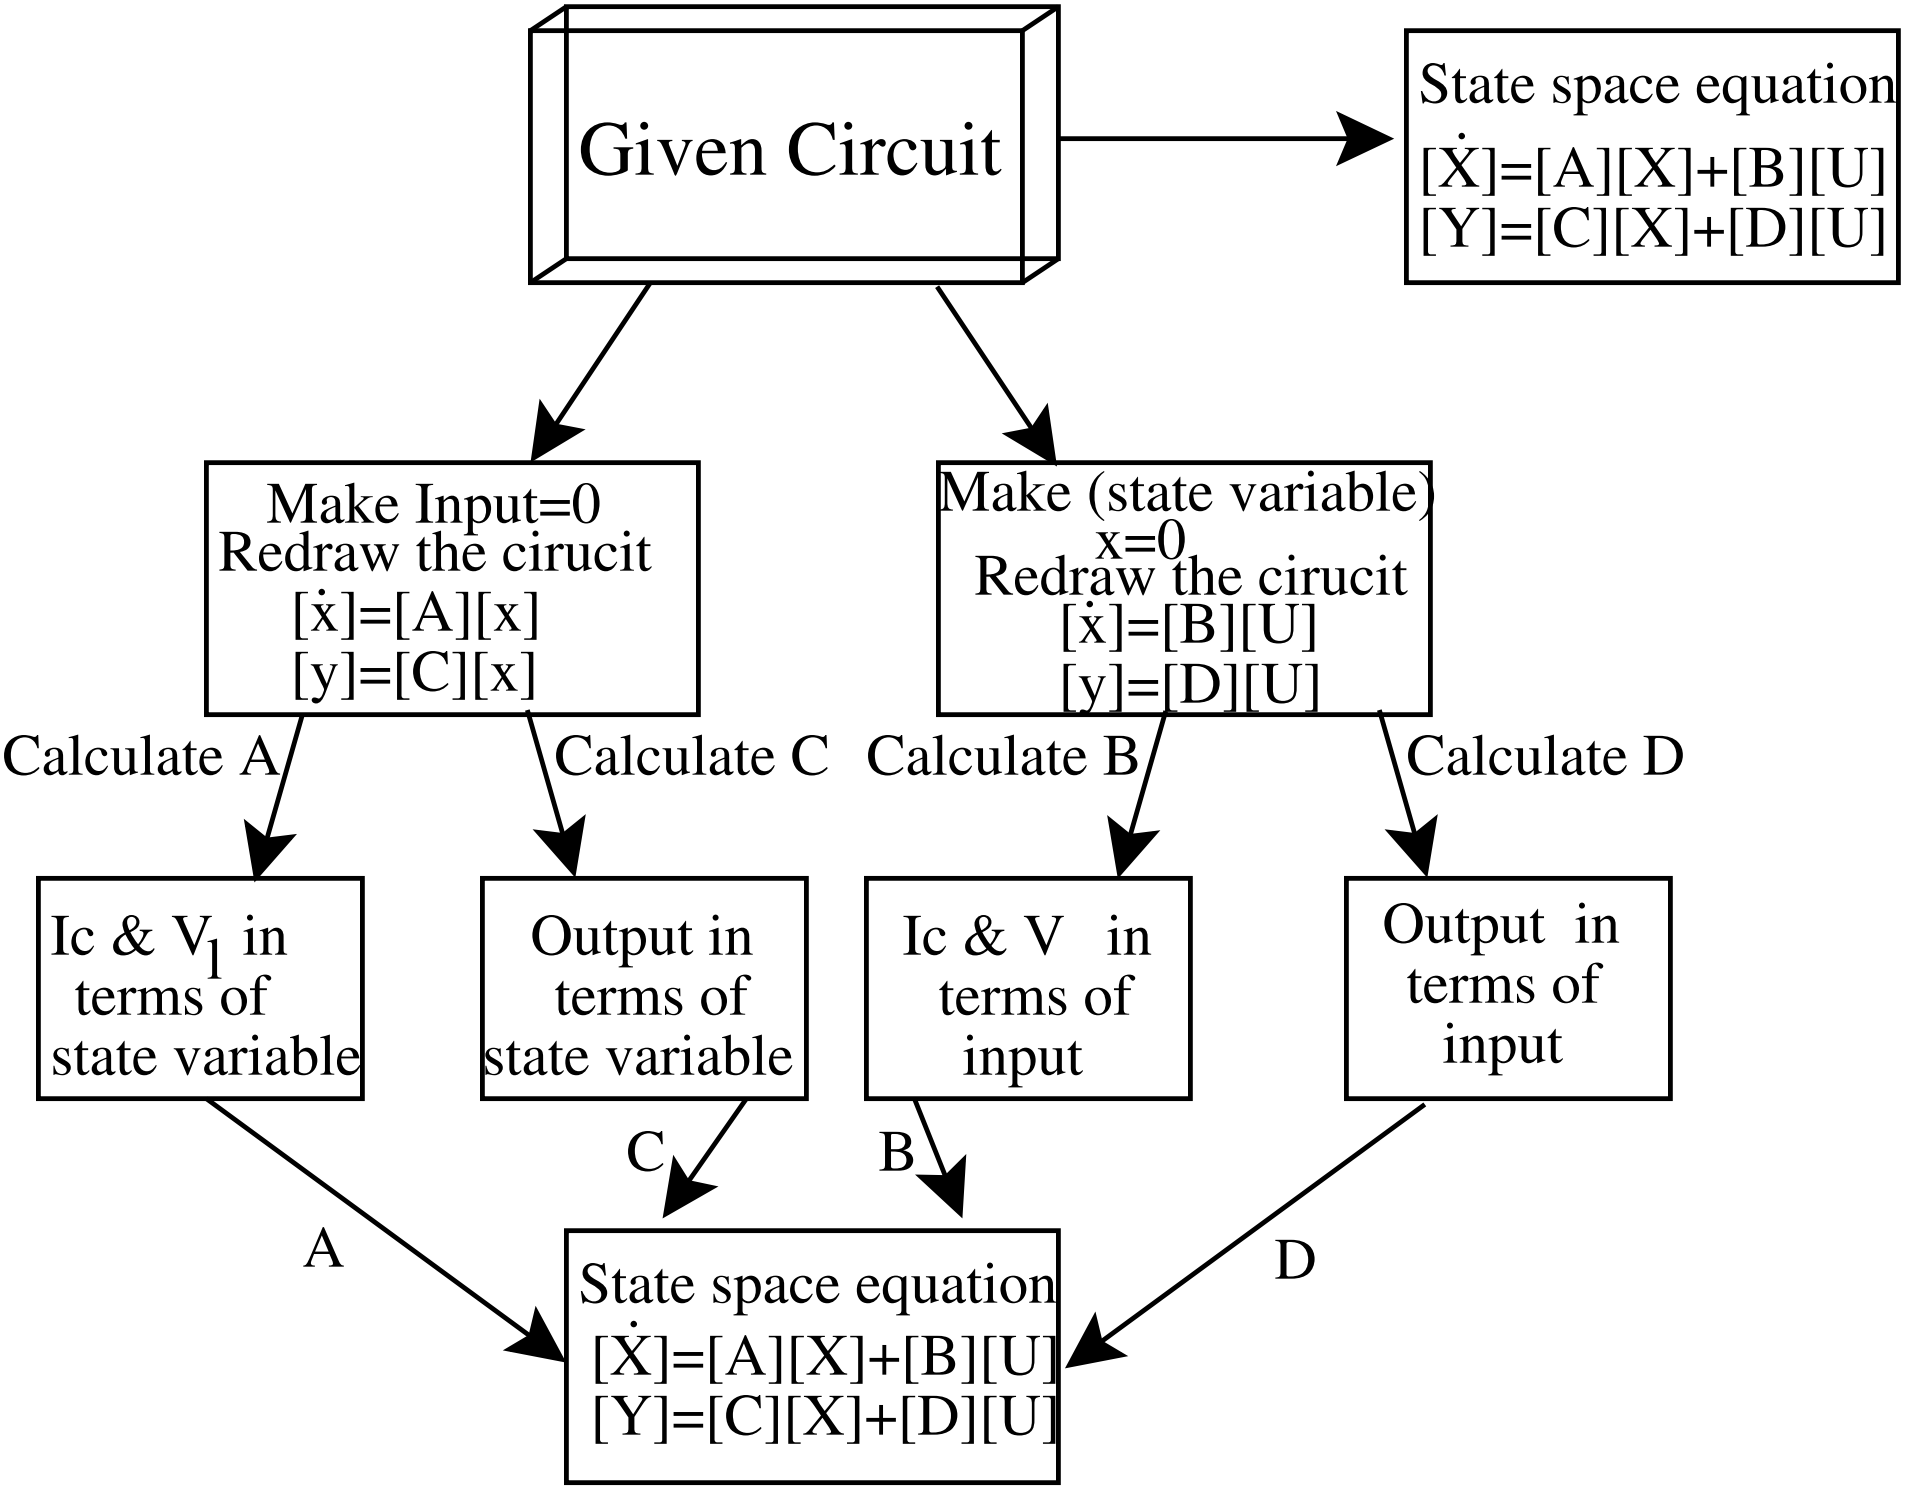 Given Circuit
State space equation
[Ẋ]=[A][X]+[B][U]
[Y]=[C][X]+[D][U]
Make Input=0
Redraw the cirucit
[ẋ]=[A][x]
[y]=[C][x]
Make (state variable)
x=0
Redraw the cirucit
[ẋ]=[B][U]
[y]=[D][U]
Calculate A
Calculate C
Calculate B
Calculate D
Ic & Vl in
terms of
state variable
Output in
terms of
state variable
Ic & V in
terms of
input
Output in
terms of
input
A
C
B
D
State space equation
[Ẋ]=[A][X]+[B][U]
[Y]=[C][X]+[D][U]